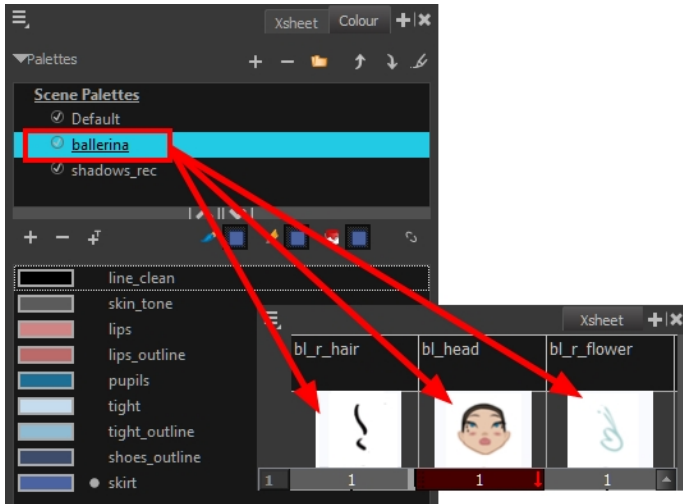 Xsheet Colour
Palettes
Scene Palettes
Default
ballerina
shadows_rec
line_clean
skin_tone
lips
lips_outline
pupils
tight
tight_outline
shoes_outline
skirt
Xsheet
bl_r_hair bl_head bl_r_flower
1 1 1 1